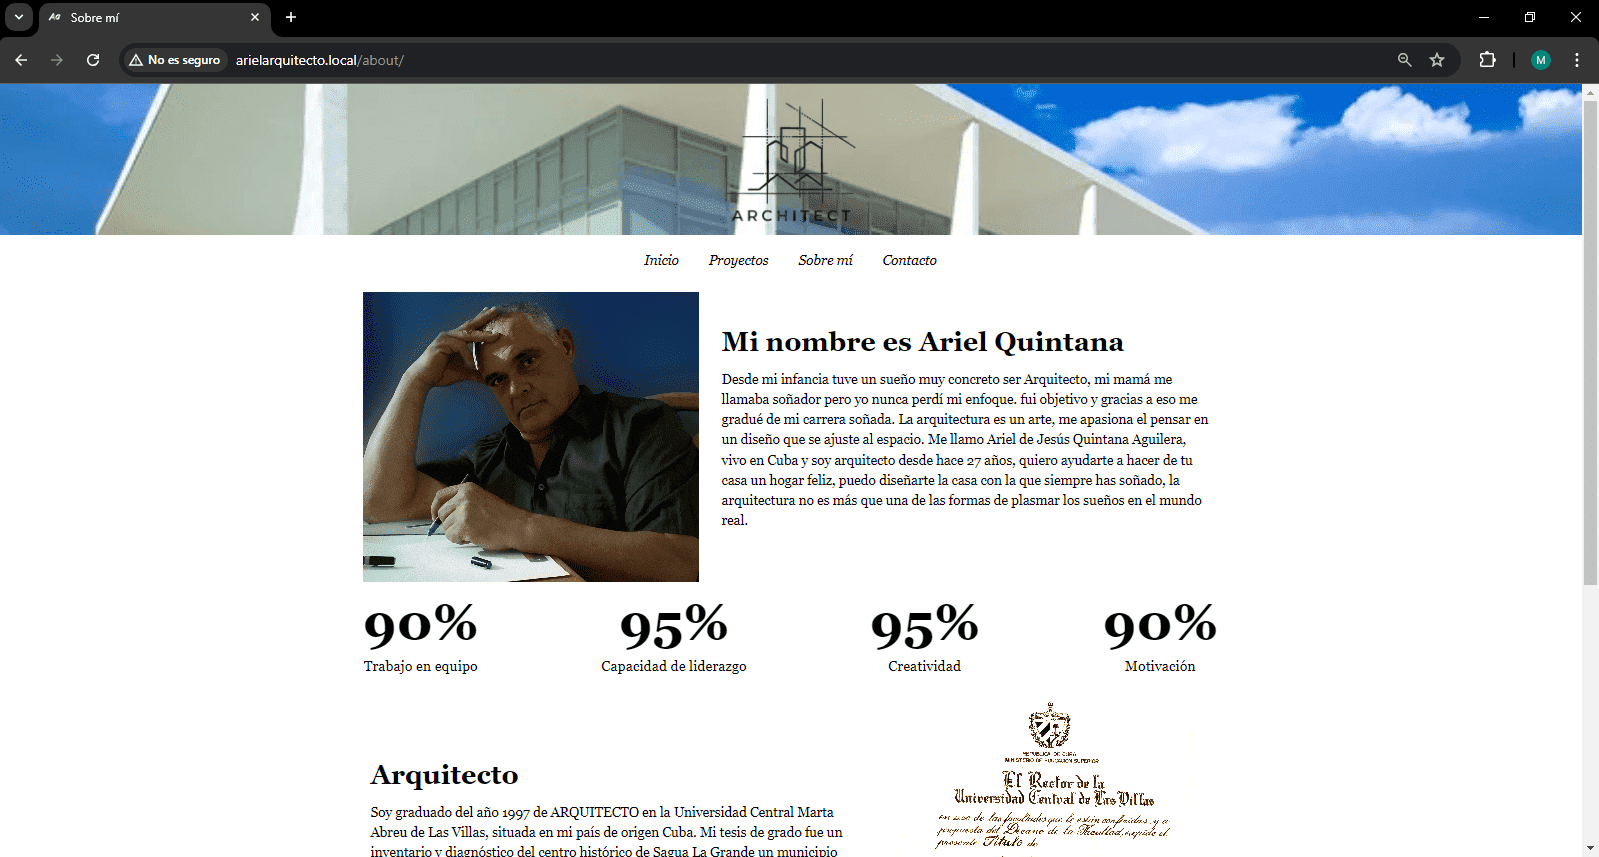 Sobre mí
No es seguro
arielarquitecto.local/about/
M
ARCHITECT
Inicio Proyectos Sobre mí Contacto
Mi nombre es Ariel Quintana
Desde mi infancia tuve un sueño muy concreto ser Arquitecto, mi mamá me
llamaba soñador pero yo nunca perdí mi enfoque. fui objetivo y gracias a eso me
gradué de mi carrera soñada. La arquitectura es un arte, me apasiona el pensar en
un diseño que se ajuste al espacio. Me llamo Ariel de Jesús Quintana Aguilera,
vivo en Cuba y soy arquitecto desde hace 27 años, quiero ayudarte a hacer de tu
casa un hogar feliz, puedo diseñarte la casa con la que siempre has soñado, la
arquitectura no es más que una de las formas de plasmar los sueños en el mundo
real.
90% 95% 95% 90%
Trabajo en equipo Capacidad de liderazgo Creatividad Motivación
Arquitecto
Soy graduado del año 1997 de ARQUITECTO en la Universidad Central Marta
Abreu de Las Villas, situada en mi país de origen Cuba. Mi tesis de grado fue un
inventario y diagnóstico del centro histórico de Sagua La Grande un municipio
REPUBLICA DE CUBA
MINISTERIO DE EDUCACION SUPERIOR
El Rector de la
Universidad Central de Las Villas
en uso de las facultades que le están conferidas, y a
propuesta del Decano de la Facultad, expide el
presente Título de